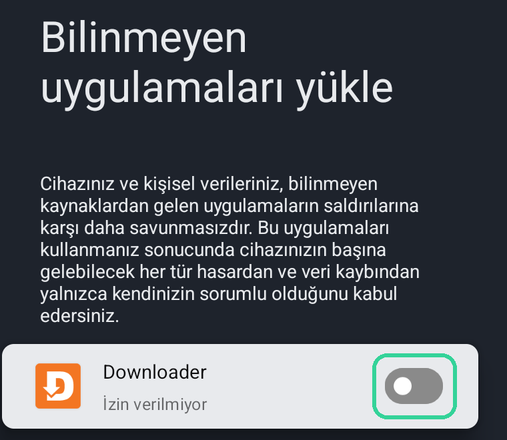 Bilinmeyen
uygulamaları yükle
Cihazınız ve kişisel verileriniz, bilinmeyen
kaynaklardan gelen uygulamaların saldırılarına
karşı daha savunmasızdır. Bu uygulamaları
kullanmanız sonucunda cihazınızın başına
gelebilecek her tür hasardan ve veri kaybından
yalnızca kendinizin sorumlu olduğunu kabul
edersiniz.
Downloader
İzin verilmiyor